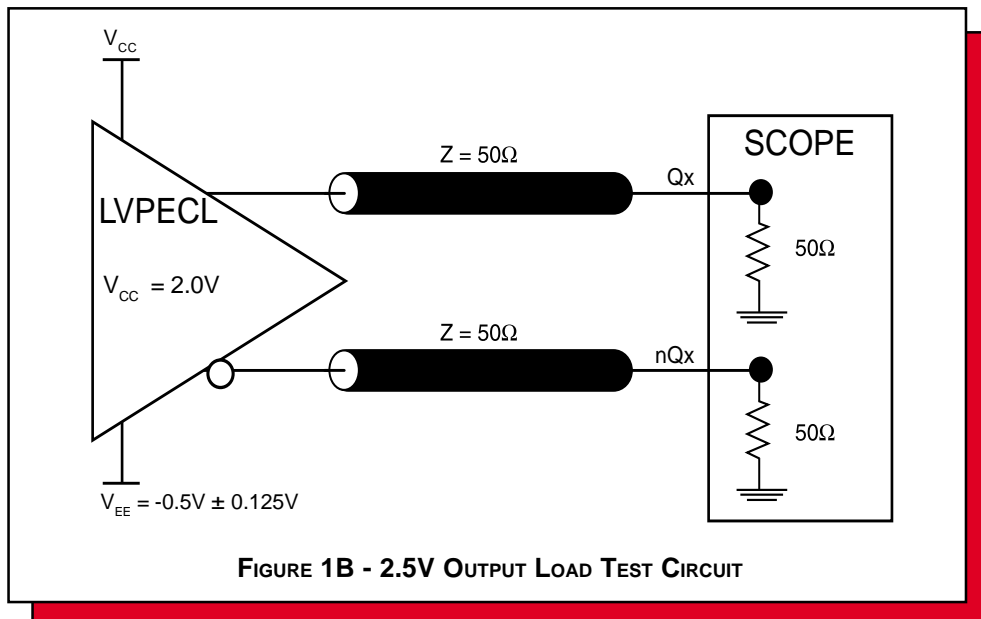 VCC
Z = 50Ω
SCOPE
Qx
LVPECL
50Ω
VCC = 2.0V
Z = 50Ω
nQx
50Ω
VEE = -0.5V ± 0.125V
FIGURE 1B - 2.5V OUTPUT LOAD TEST CIRCUIT